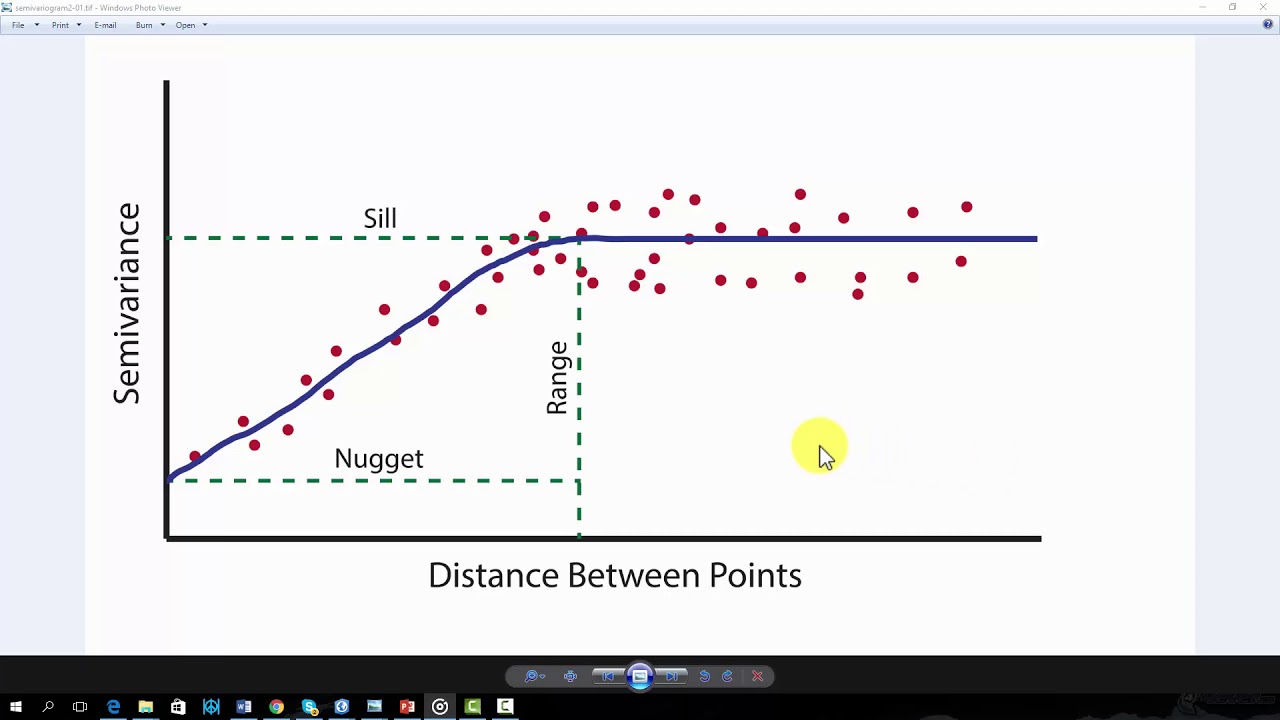 semivariogram2-01.tif - Windows Photo Viewer
File Print E-mail Burn Open
Sill
Semivariance
Range
Nugget
Distance Between Points